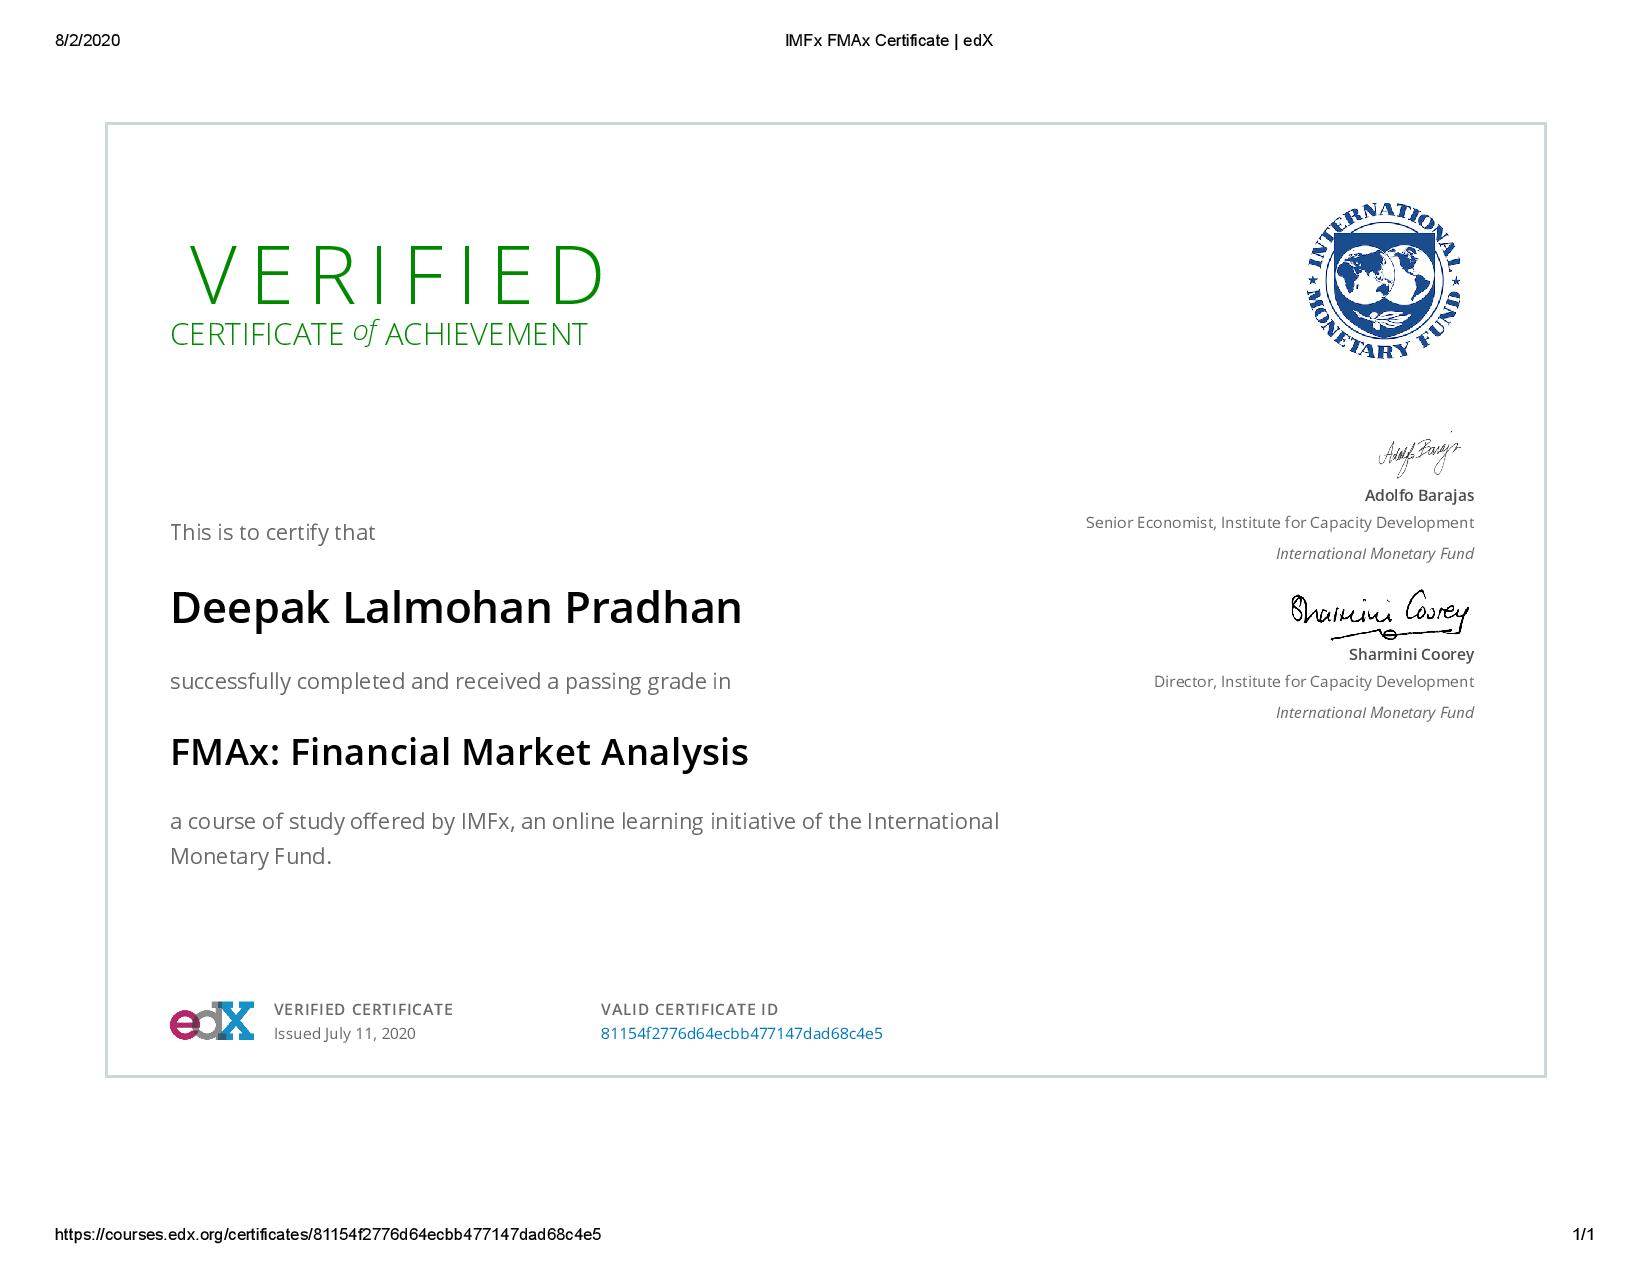 8/2/2020
IMFx FMAx Certificate | edX
VERIFIED
CERTIFICATE of ACHIEVEMENT
INTERNATIONAL MONETARY FUND
This is to certify that
Deepak Lalmohan Pradhan
successfully completed and received a passing grade in
FMAx: Financial Market Analysis
a course of study offered by IMFx, an online learning initiative of the International
Monetary Fund.
Adolfo Barajas
Adolfo Barajas
Senior Economist, Institute for Capacity Development
International Monetary Fund
Sharmini Coorey
Sharmini Coorey
Director, Institute for Capacity Development
International Monetary Fund
edX
VERIFIED CERTIFICATE
Issued July 11, 2020
VALID CERTIFICATE ID
81154f2776d64ecbb477147dad68c4e5
https://courses.edx.org/certificates/81154f2776d64ecbb477147dad68c4e5
1/1